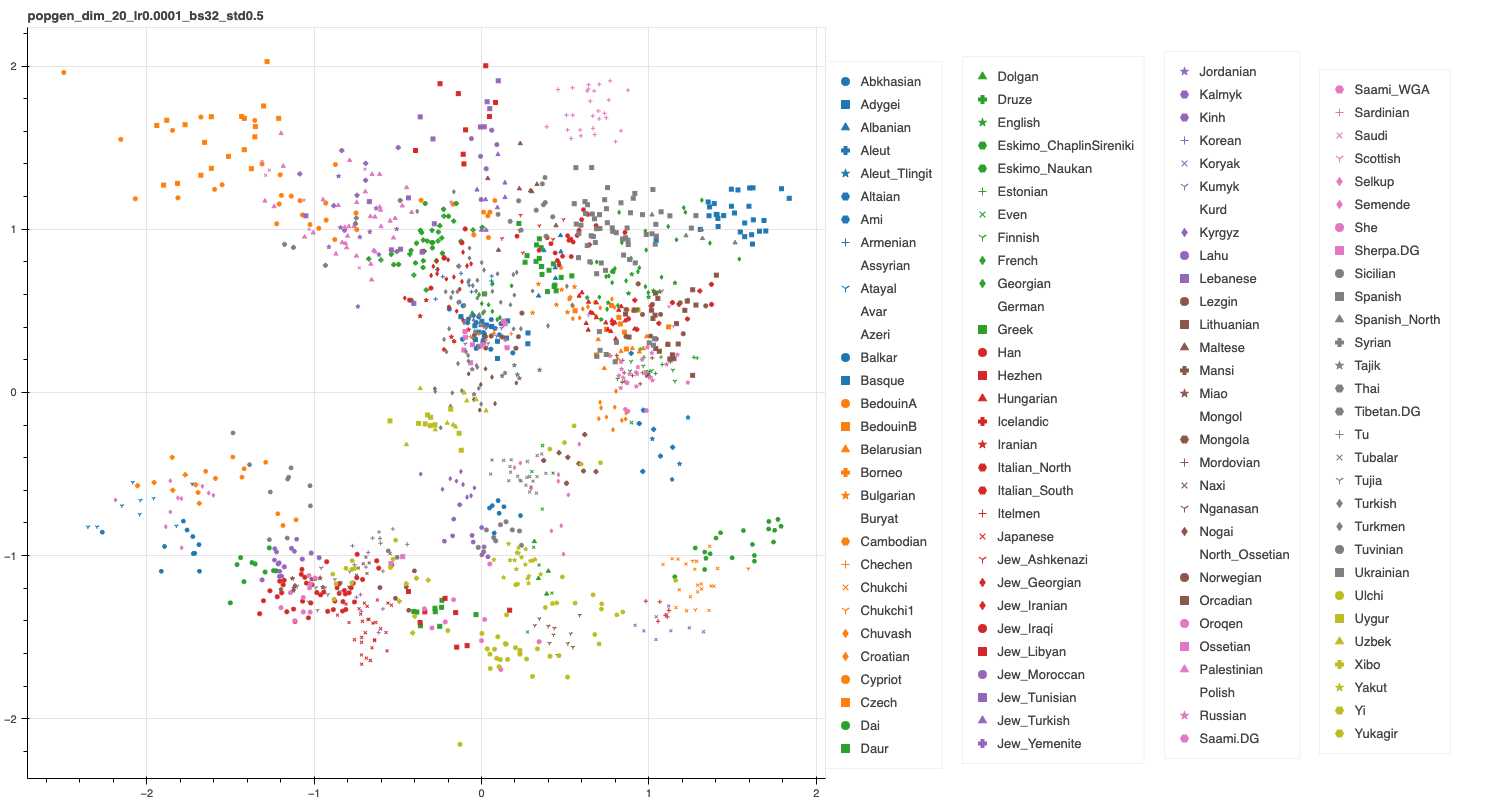 popgen_dim_20_lr0.0001_bs32_std0.5
2
1
0
−1
−2
−2
−1
0
1
2
Abkhasian
Adygei
Albanian
Aleut
Aleut_Tlingit
Altaian
Ami
Armenian
Assyrian
Atayal
Avar
Azeri
Balkar
Basque
BedouinA
BedouinB
Belarusian
Borneo
Bulgarian
Buryat
Cambodian
Chechen
Chukchi
Chukchi1
Chuvash
Croatian
Cypriot
Czech
Dai
Daur
Dolgan
Druze
English
Eskimo_ChaplinSireniki
Eskimo_Naukan
Estonian
Even
Finnish
French
Georgian
German
Greek
Han
Hezhen
Hungarian
Icelandic
Iranian
Italian_North
Italian_South
Itelmen
Japanese
Jew_Ashkenazi
Jew_Georgian
Jew_Iranian
Jew_Iraqi
Jew_Libyan
Jew_Moroccan
Jew_Tunisian
Jew_Turkish
Jew_Yemenite
Jordanian
Kalmyk
Kinh
Korean
Koryak
Kumyk
Kurd
Kyrgyz
Lahu
Lebanese
Lezgin
Lithuanian
Maltese
Mansi
Miao
Mongol
Mongola
Mordovian
Naxi
Nganasan
Nogai
North_Ossetian
Norwegian
Orcadian
Oroqen
Ossetian
Palestinian
Polish
Russian
Saami.DG
Saami_WGA
Sardinian
Saudi
Scottish
Selkup
Semende
She
Sherpa.DG
Sicilian
Spanish
Spanish_North
Syrian
Tajik
Thai
Tibetan.DG
Tu
Tubalar
Tujia
Turkish
Turkmen
Tuvinian
Ukrainian
Ulchi
Uygur
Uzbek
Xibo
Yakut
Yi
Yukagir